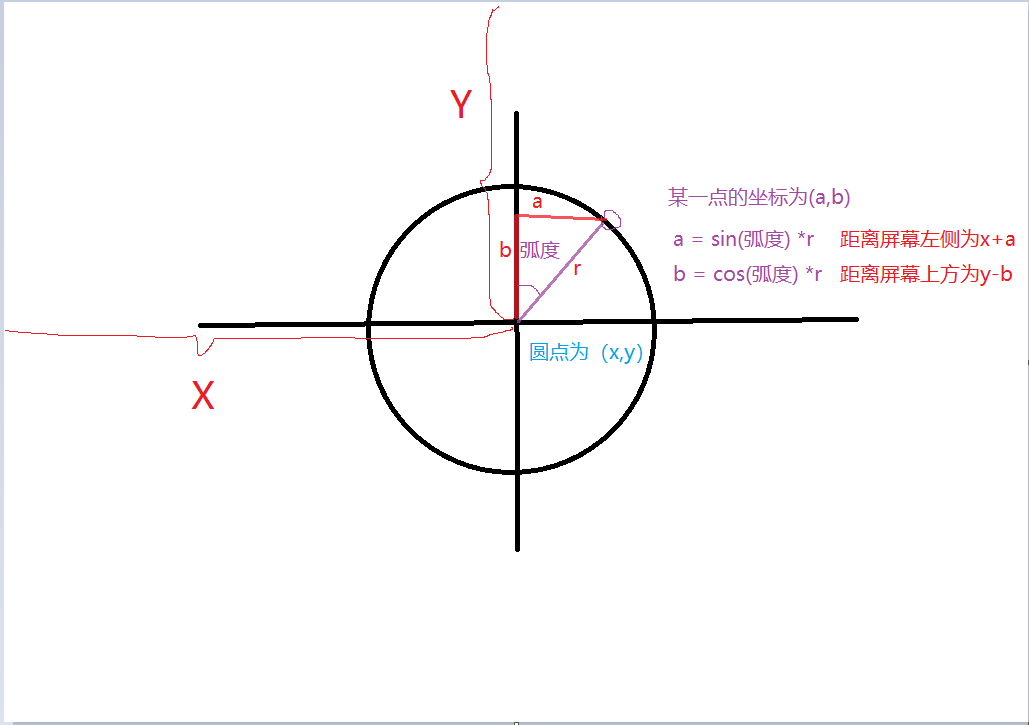 Y
某一点的坐标为(a,b)
a
a = sin(弧度) *r 距离屏幕左侧为x+a
b 弧度
r
b = cos(弧度) *r 距离屏幕上方为y-b
圆点为（x,y）
X